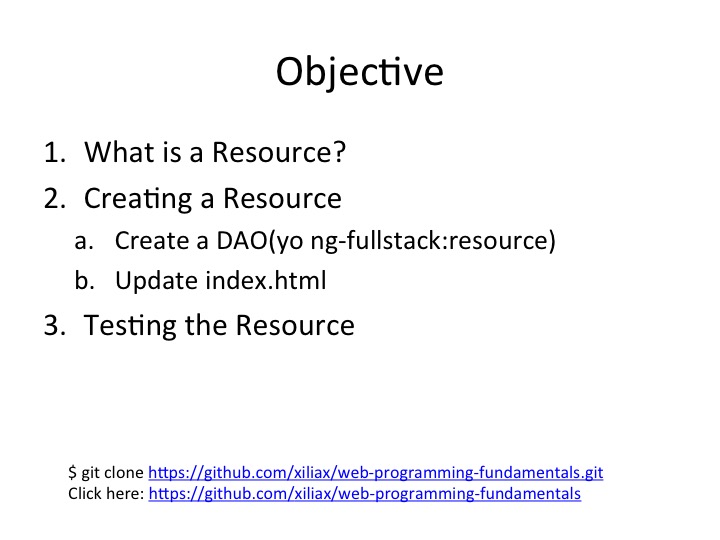 Objective
1. What is a Resource?
2. Creating a Resource
a. Create a DAO(yo ng-fullstack:resource)
b. Update index.html
3. Testing the Resource
$ git clone https://github.com/xiliax/web-programming-fundamentals.git
Click here: https://github.com/xiliax/web-programming-fundamentals